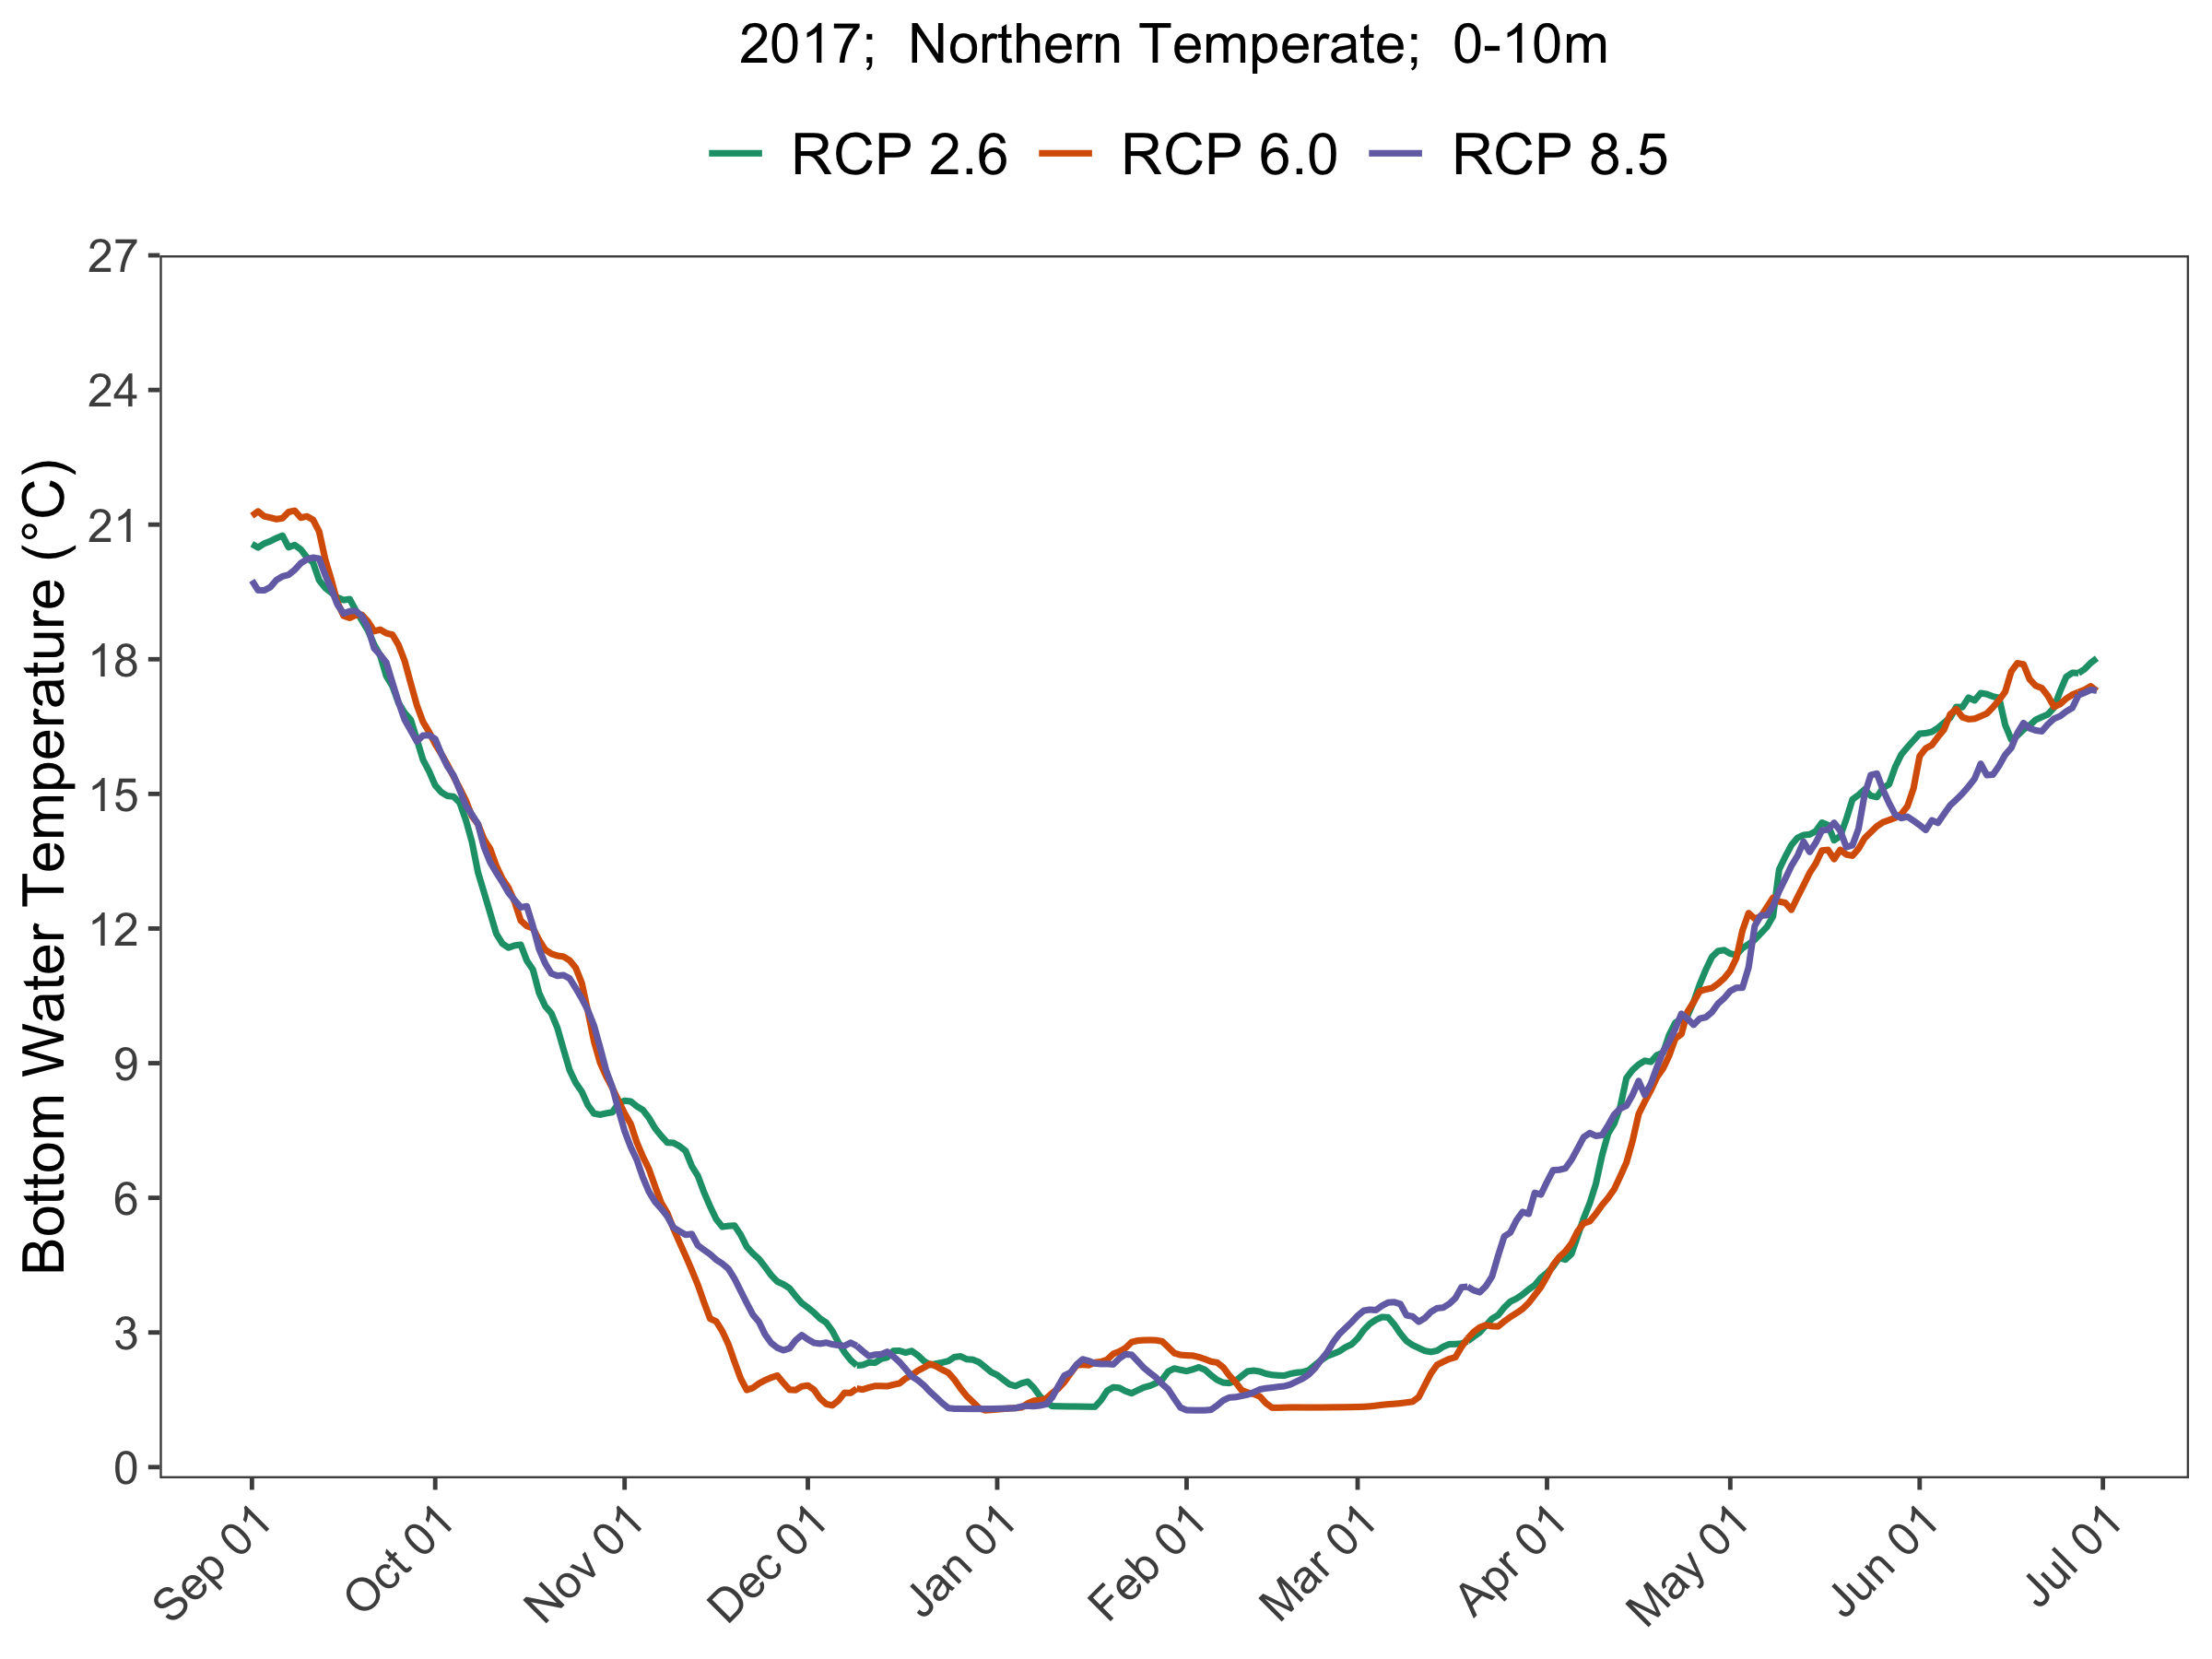 2017;  Northern Temperate;  0-10m
RCP 2.6 RCP 6.0 RCP 8.5
Bottom Water Temperature (°C)
27
24
21
18
15
12
9
6
3
0
Sep 01 Oct 01 Nov 01 Dec 01 Jan 01 Feb 01 Mar 01 Apr 01 May 01 Jun 01 Jul 01